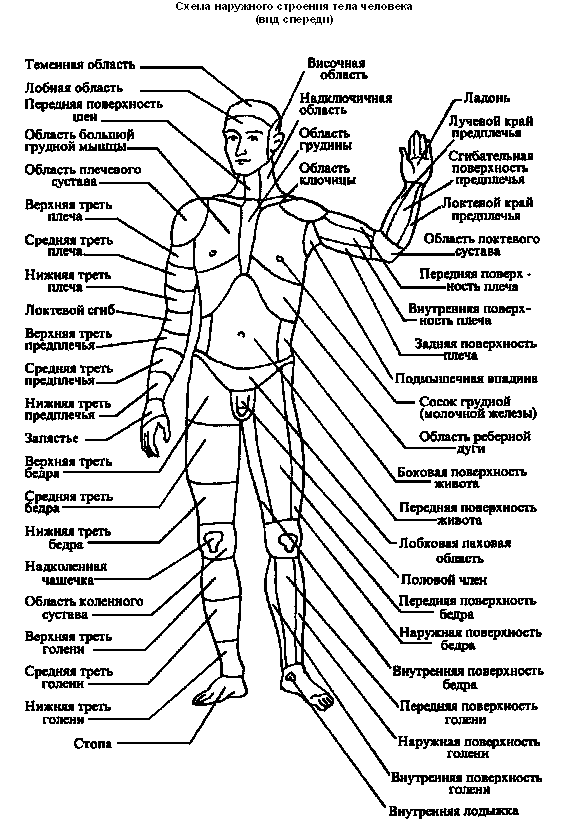 Схема наружного строения тела человека
(вид спереди)
Теменная область
Лобная область
Передняя поверхность
шеи
Область большой
грудной мышцы
Область плечевого
сустава
Верхняя треть
плеча
Средняя треть
плеча
Нижняя треть
плеча
Локтевой сгиб
Верхняя треть
предплечья
Средняя треть
предплечья
Нижняя треть
предплечья
Запястье
Верхняя треть
бедра
Средняя треть
бедра
Нижняя треть
бедра
Надколенная
чашечка
Область коленного
сустава
Верхняя треть
голени
Средняя треть
голени
Нижняя треть
голени
Стопа
Височная
область
Надключичная
область
Область
грудины
Область
ключицы
Ладонь
Лучевой край
предплечья
Сгибательная
поверхность
предплечья
Локтевой край
предплечья
Область локтевого
сустава
Передняя поверх-
ность плеча
Внутренняя поверх-
ность плеча
Задняя поверхность
плеча
Подмышечная впадина
Сосок грудной
(молочной железы)
Область реберной
дуги
Боковая поверхность
живота
Передняя поверхность
живота
Лобковая паховая
область
Половой член
Передняя поверхность
бедра
Наружная поверхность
бедра
Внутренняя поверхность
бедра
Передняя поверхность
голени
Наружная поверхность
голени
Внутренняя поверхность
голени
Внутренняя лодыжка